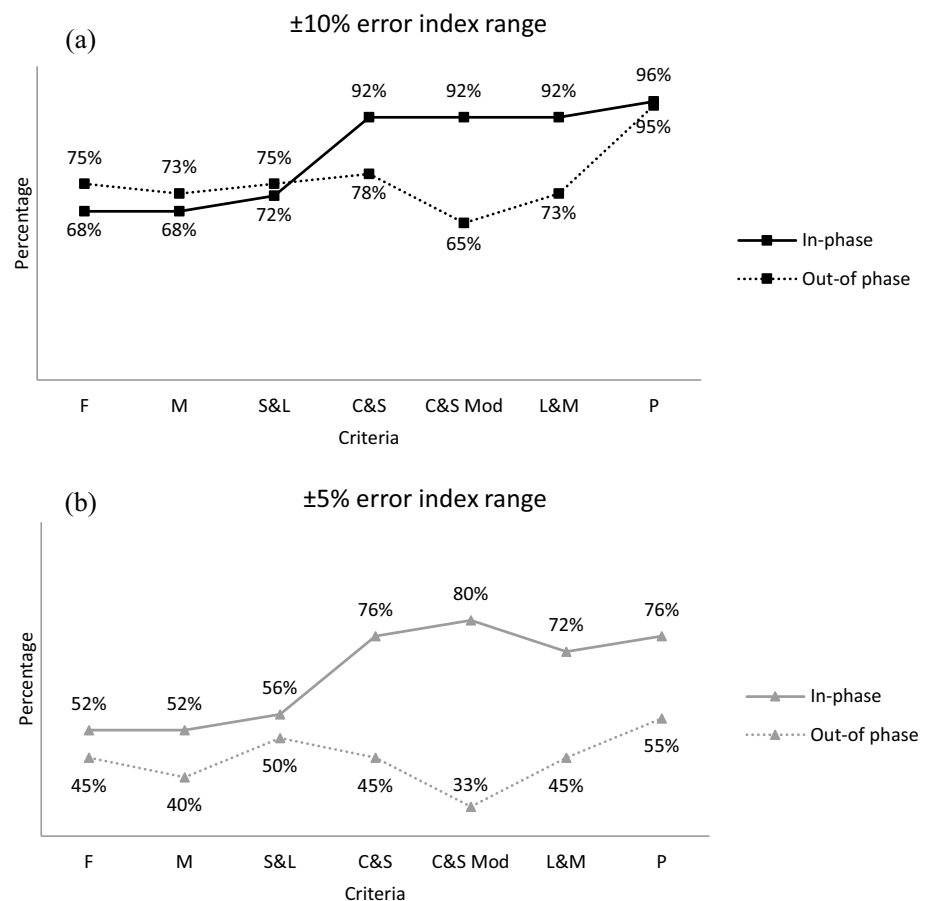 (a)
±10% error index range
96%
92% 92% 92%
95%
75% 73% 75%
78%
72% 73%
68% 68%
65%
Percentage
In-phase
Out-of phase
F M S&L C&S C&S Mod L&M P
Criteria
(b)
±5% error index range
80%
76% 72% 76%
56%
52% 52%
55%
50%
45% 40% 45% 33% 45%
Percentage
In-phase
Out-of phase
F M S&L C&S C&S Mod L&M P
Criteria